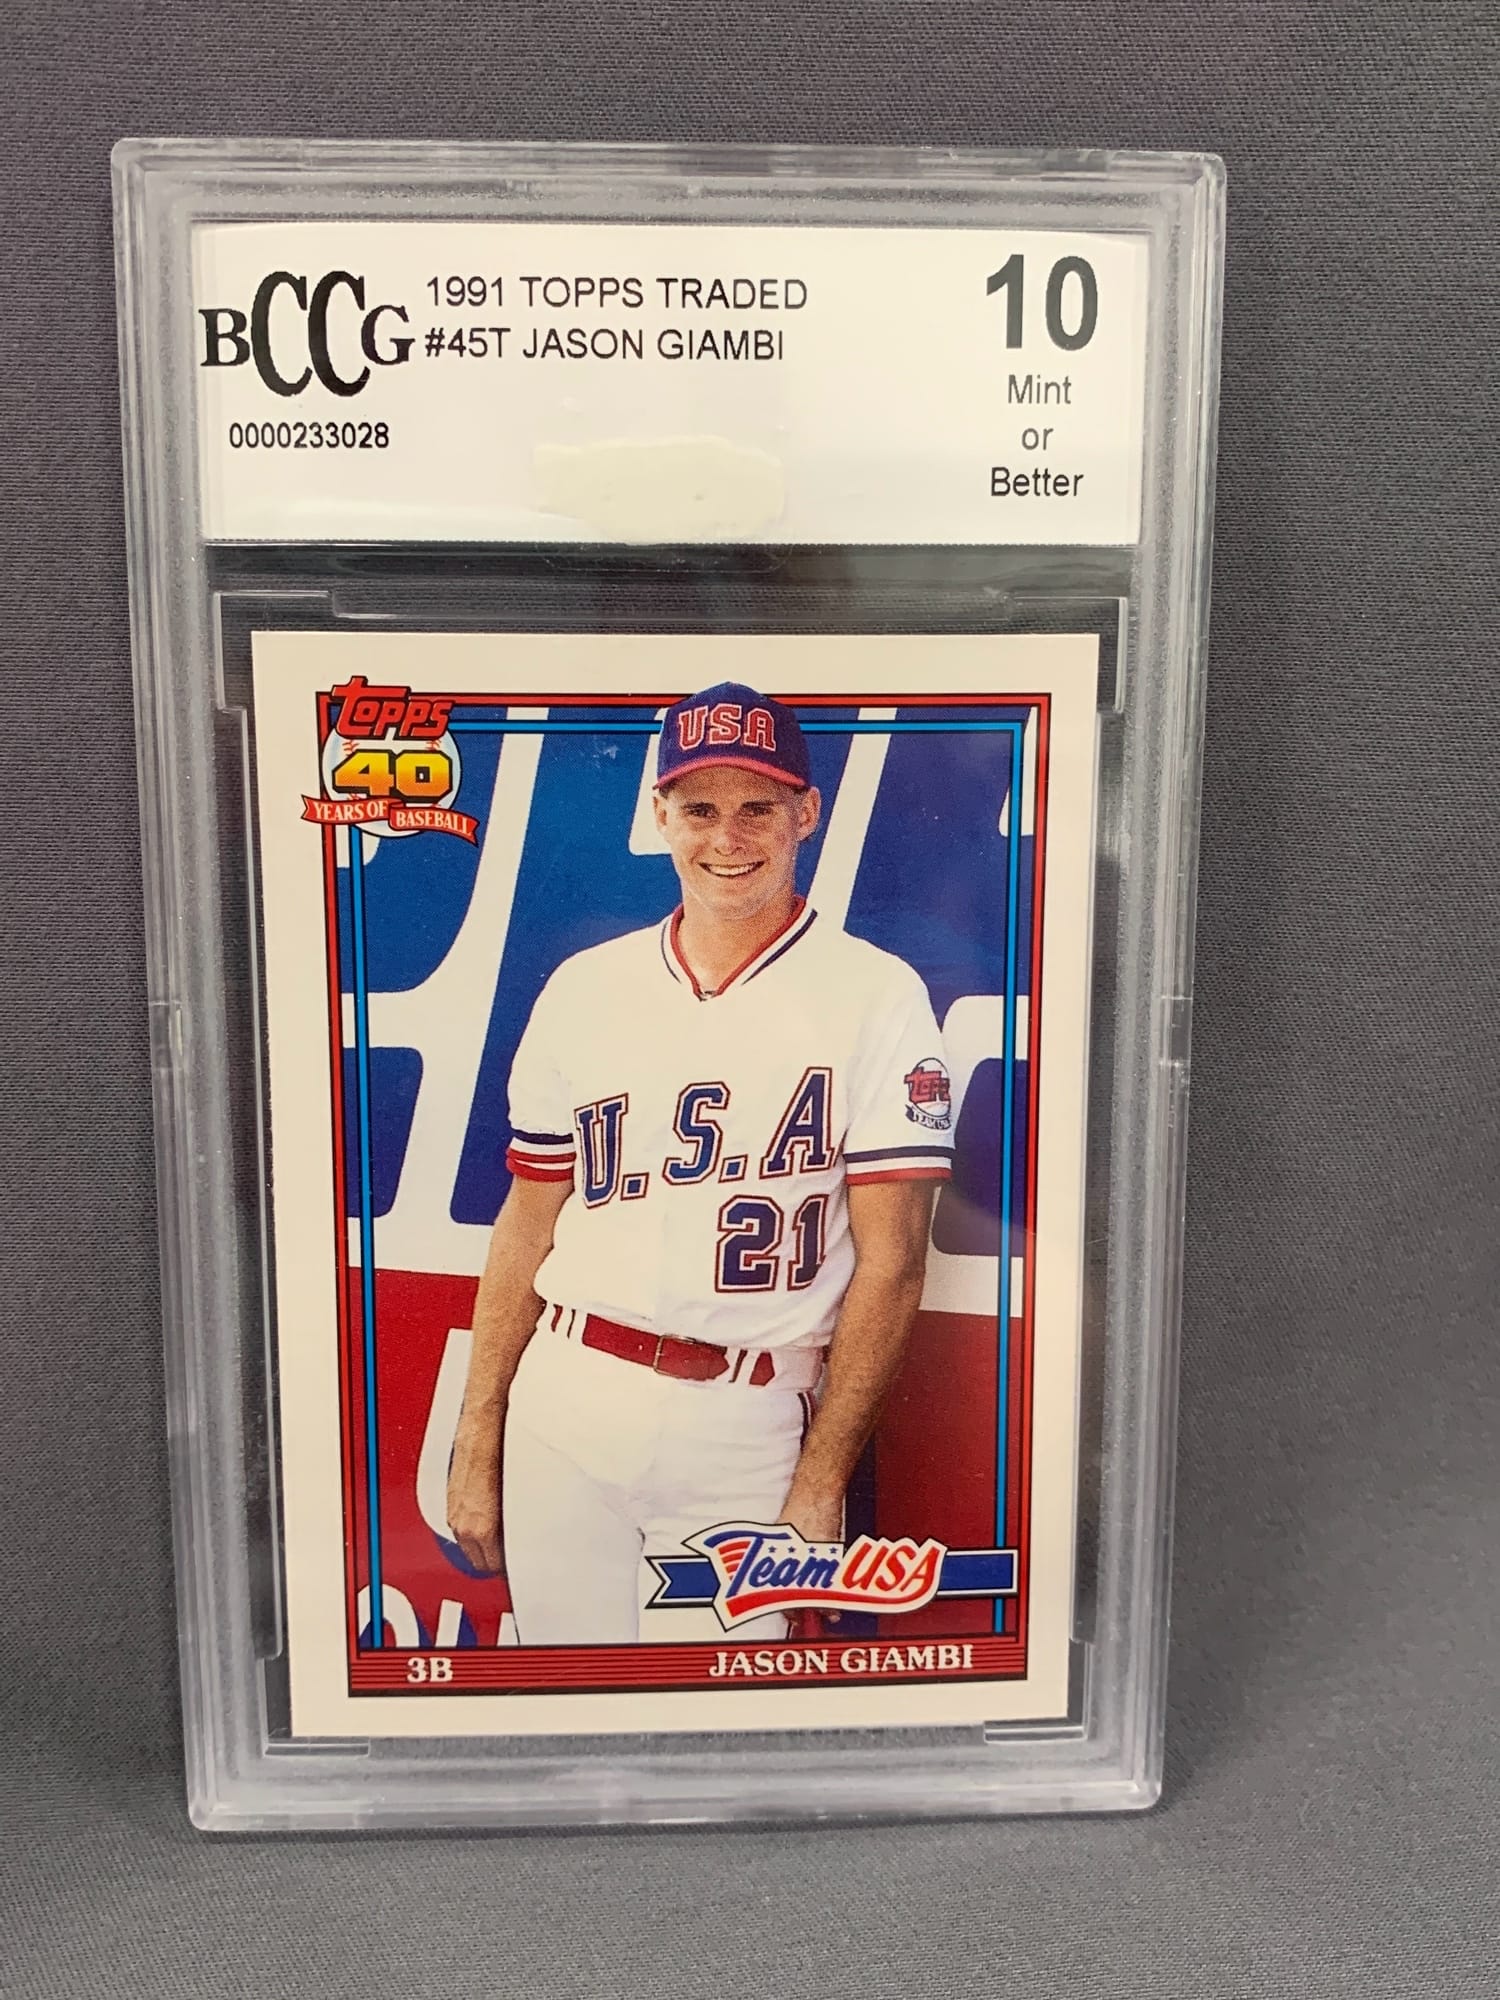 BCCG
1991 TOPPS TRADED
#45T JASON GIAMBI
0000233028
10
Mint
or
Better
topps
40
YEARS OF BASEBALL
USA
topps
U.S.A
21
Team USA
3B
JASON GIAMBI